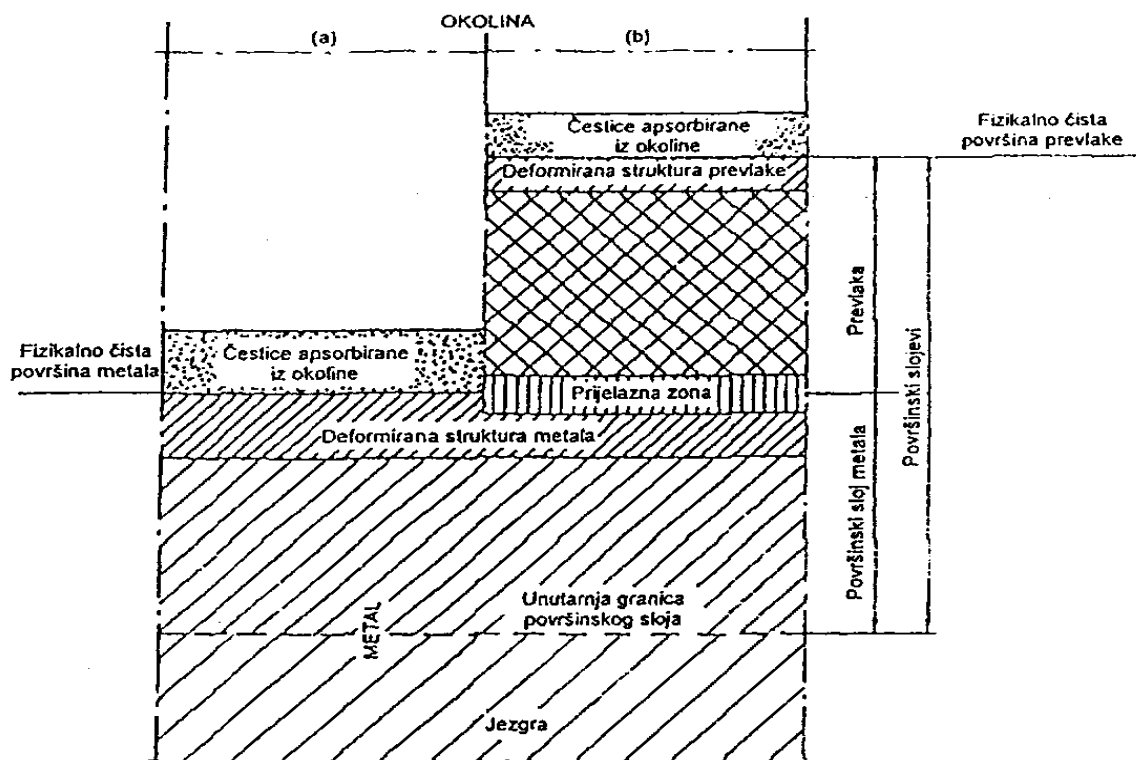 OKOLINA
(a)
(b)
Čestice apsorbirane
iz okoline
Fizikalno čista
površina prevlake
Deformirana struktura prevlake
Prevlaka
Površinski slojevi
Fizikalno čista
površina metala
Čestice apsorbirane
iz okoline
Prijelazna zona
Deformirana struktura metala
Površinski sloj metala
Unutarnja granica
površinskog sloja
METAL
Jezgra